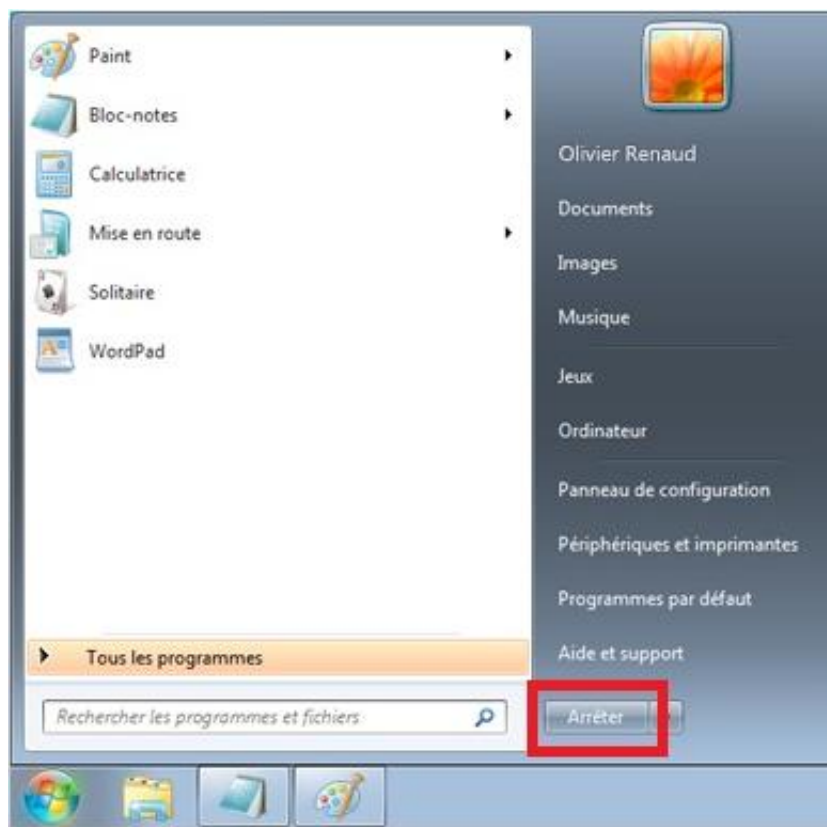 Paint
Bloc-notes
Calculatrice
Mise en route
Solitaire
WordPad
Tous les programmes
Rechercher les programmes et fichiers
Olivier Renaud
Documents
Images
Musique
Jeux
Ordinateur
Panneau de configuration
Périphériques et imprimantes
Programmes par défaut
Aide et support
Arrêter